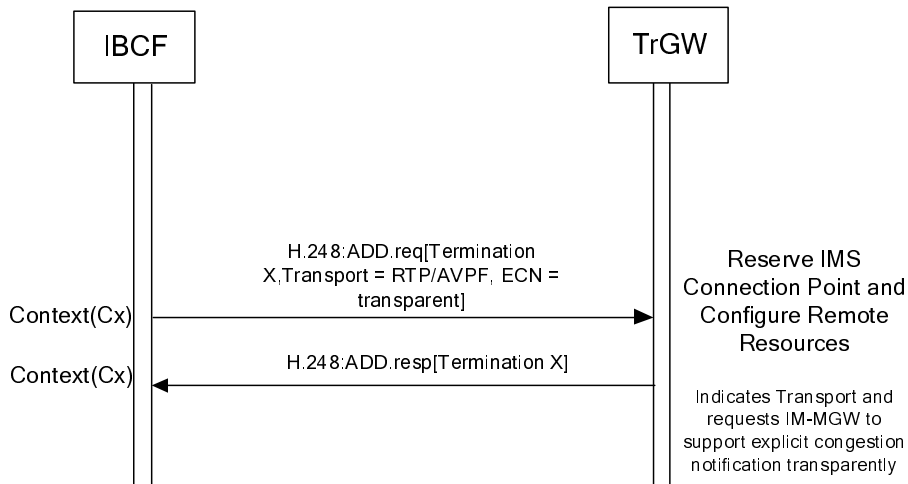 IBCF
TrGW
H.248:ADD.req[Termination
X,Transport = RTP/AVPF, ECN =
transparent]
Context(Cx)
Reserve IMS
Connection Point and
Configure Remote
Resources
H.248:ADD.resp[Termination X]
Context(Cx)
Indicates Transport and
requests IM-MGW to
support explicit congestion
notification transparently